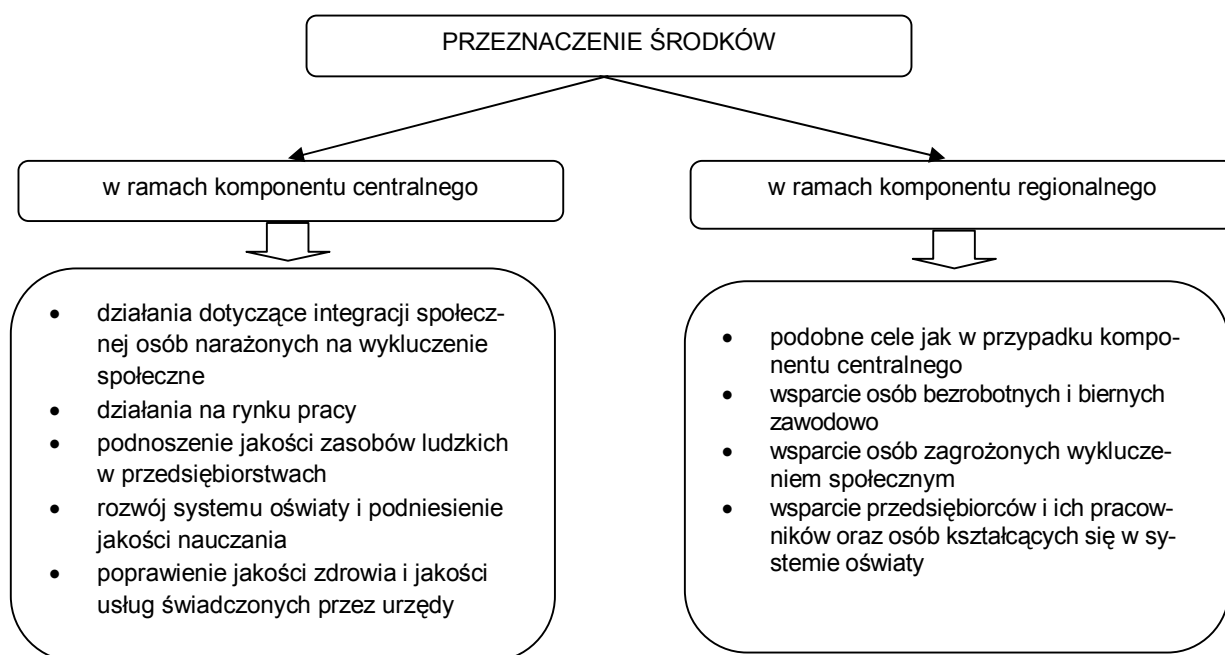 PRZEZNACZENIE ŚRODKÓW
w ramach komponentu centralnego
w ramach komponentu regionalnego
• działania dotyczące integracji społecz-
nej osób narażonych na wykluczenie
społeczne
• działania na rynku pracy
• podnoszenie jakości zasobów ludzkich
w przedsiębiorstwach
• rozwój systemu oświaty i podniesienie
jakości nauczania
• poprawienie jakości zdrowia i jakości
usług świadczonych przez urzędy
• podobne cele jak w przypadku kompo-
nentu centralnego
• wsparcie osób bezrobotnych i biernych
zawodowo
• wsparcie osób zagrożonych wyklucze-
niem społecznym
• wsparcie przedsiębiorców i ich pracow-
ników oraz osób kształcących się w sy-
stemie oświaty